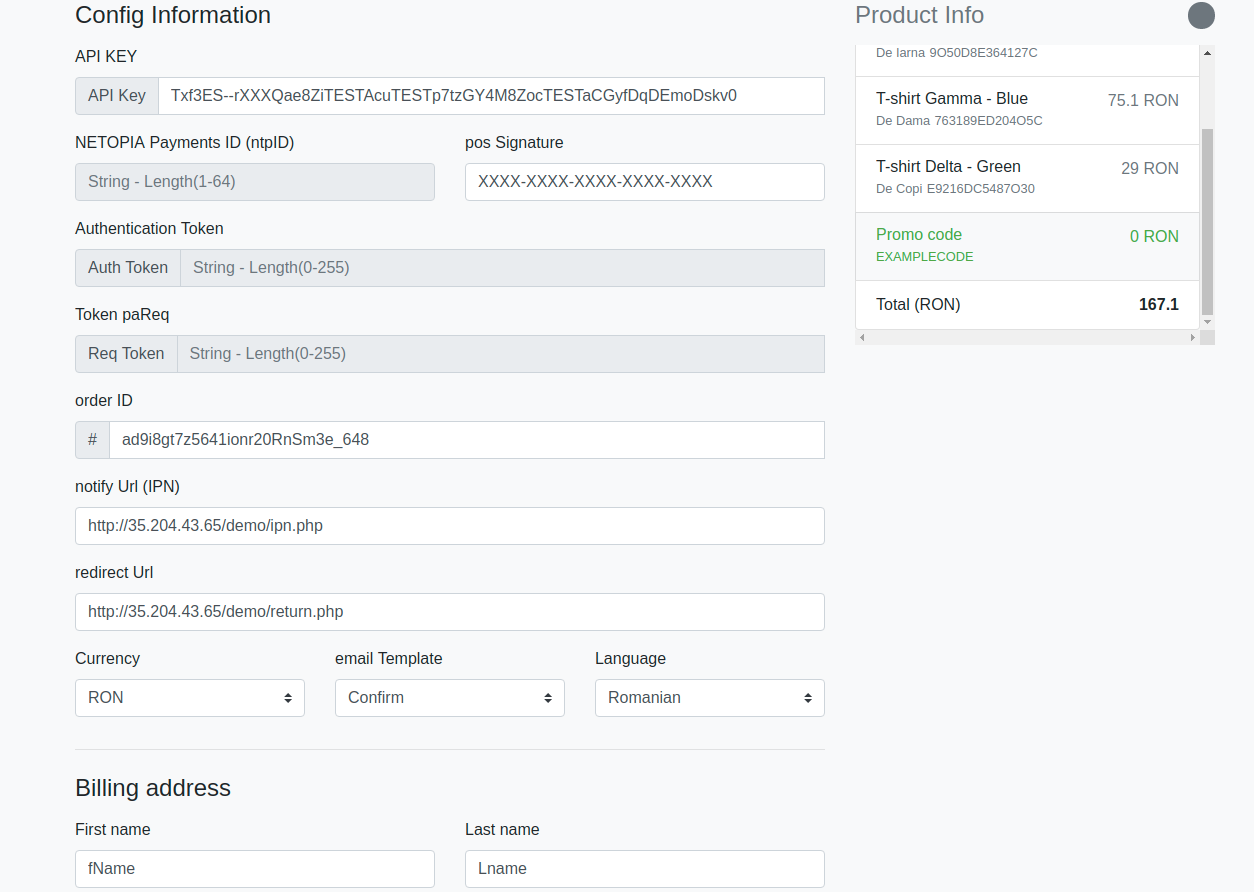 Config Information
API KEY
API Key Txf3ES--rXXXQae8ZiTESTAcuTESTp7tzGY4M8ZocTESTaCGyfDqDEmoDskv0
NETOPIA Payments ID (ntpID) pos Signature
String - Length(1-64) XXXX-XXXX-XXXX-XXXX-XXXX
Authentication Token
Auth Token String - Length(0-255)
Token paReq
Req Token String - Length(0-255)
order ID
# ad9i8gt7z5641ionr20RnSm3e_648
notify Url (IPN)
http://35.204.43.65/demo/ipn.php
redirect Url
http://35.204.43.65/demo/return.php
Currency email Template Language
RON Confirm Romanian
Billing address
First name Last name
fName Lname
Product Info
De Iarna 9O50D8E364127C
T-shirt Gamma - Blue 75.1 RON
De Dama 763189ED204O5C
T-shirt Delta - Green 29 RON
De Copi E9216DC5487O30
Promo code 0 RON
EXAMPLECODE
Total (RON) 167.1